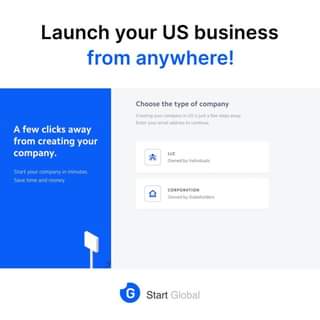 Launch your US business
from anywhere!
A few clicks away
from creating your
company.
Start your company in minutes.
Save time and money
Choose the type of company
Creating your company in US is just a few steps away.
Enter your email address to continue.
LLC
Owned by Individuals
CORPORATION
Owned by Stakeholders
G Start Global